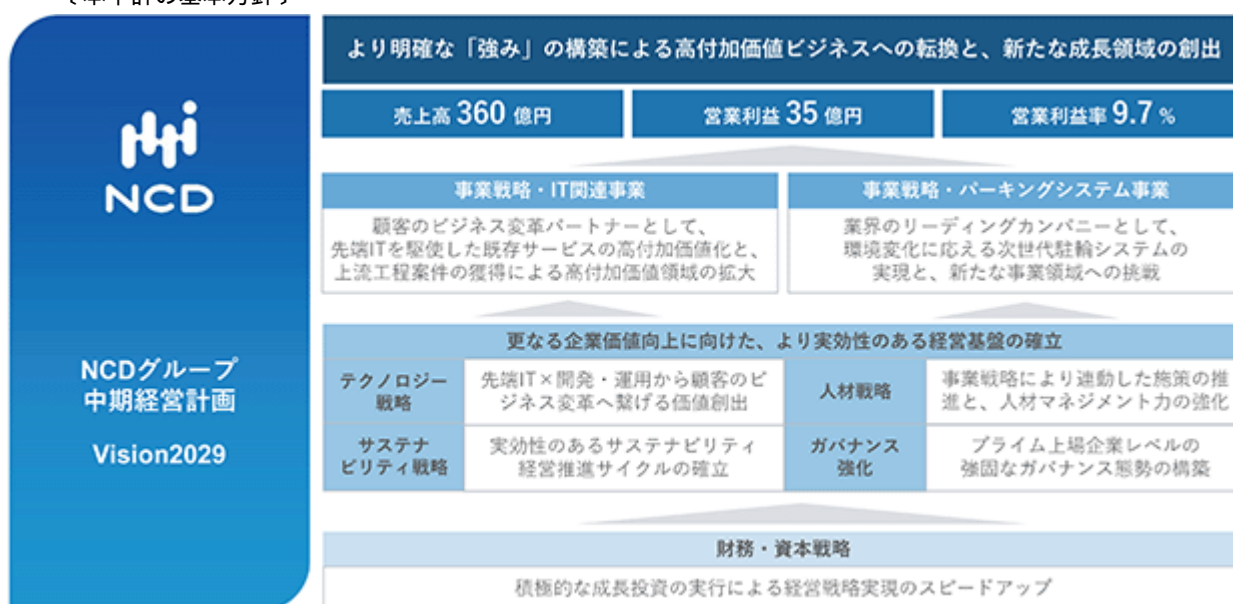 より明確な「強み」の構築による高付加価値ビジネスへの転換と、新たな成長領域の創出
売上高 360 億円
営業利益 35 億円
営業利益率 9.7 %
NCD
NCDグループ
中期経営計画
Vision2029
事業戦略・IT関連事業
顧客のビジネス変革パートナーとして、
先端ITを駆使した既存サービスの高付加価値化と、
上流工程案件の獲得による高付加価値領域の拡大
事業戦略・パーキングシステム事業
業界のリーディングカンパニーとして、
環境変化に応える次世代駐輪システムの
実現と、新たな事業領域への挑戦
更なる企業価値向上に向けた、より実効性のある経営基盤の確立
テクノロジー
戦略
先端IT×開発・運用から顧客のビ
ジネス変革へ繋げる価値創出
人材戦略
事業戦略により連動した施策の推
進と、人材マネジメント力の強化
サステナ
ビリティ戦略
実効性のあるサステナビリティ
経営推進サイクルの確立
ガバナンス
強化
プライム上場企業レベルの
強固なガバナンス態勢の構築
財務・資本戦略
積極的な成長投資の実行による経営戦略実現のスピードアップ